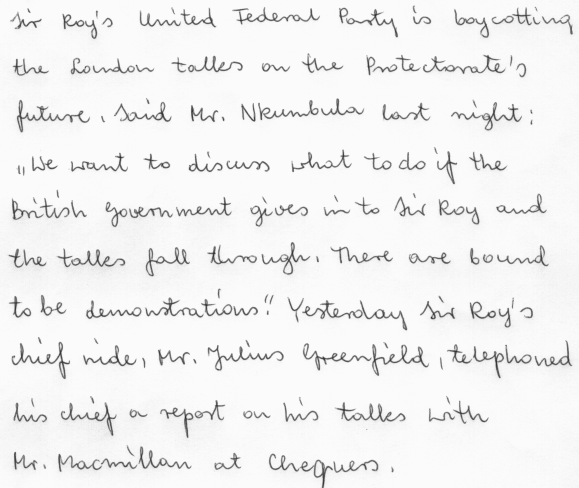 Sir Roy's United Federal Party is boycotting
the London talks on the Protectorate's
future. Said Mr. Nkumbula last night:
"We want to discuss what to do if the
British Government gives in to Sir Roy and
the talks fall through. There are bound
to be demonstrations." Yesterday Sir Roy's
chief aide, Mr. Julius Greenfield, telephoned
his chief a report on his talks with
Mr. Macmillan at Chequers.